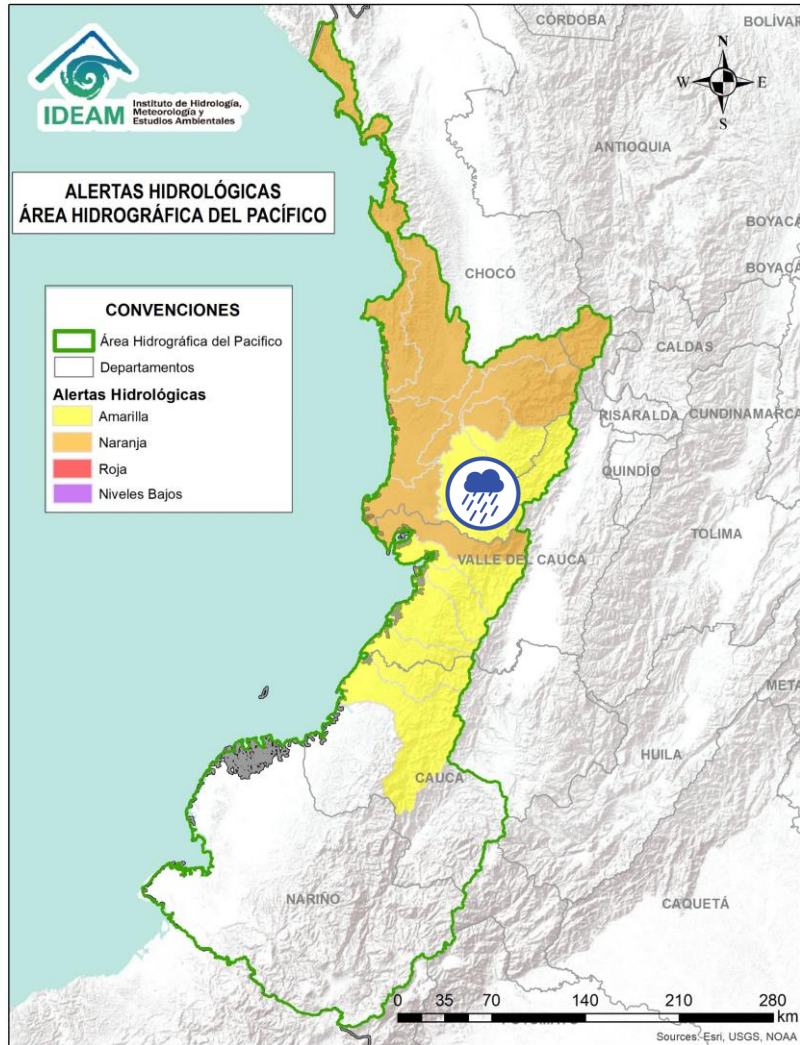 IDEAM
Instituto de Hidrología,
Meteorología y
Estudios Ambientales
CÓRDOBA
BOLÍVAR
N
W E
S
ANTIOQUIA
ALERTAS HIDROLÓGICAS
ÁREA HIDROGRÁFICA DEL PACÍFICO
BOYACÁ
BOYACÁ
CHOCÓ
CONVENCIONES
Área Hidrográfica del Pacifico
Departamentos
Alertas Hidrológicas
Amarilla
Naranja
Roja
Niveles Bajos
CALDAS
RISARALDA
CUNDINAMARCA
QUINDÍO
TOLIMA
VALLE DEL CAUCA
META
HUILA
CAUCA
NARIÑO
CAQUETÁ
0 35 70 140 210 280
km
Sources: Esri, USGS, NOAA